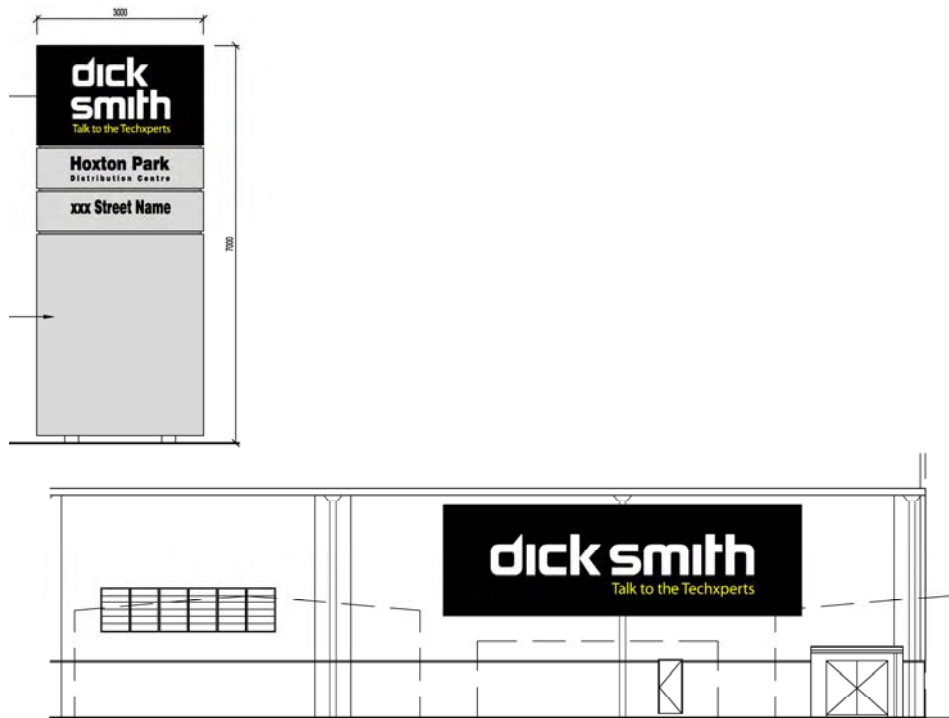 3000
dick
smith
Talk to the Techxperts
Hoxton Park
Distribution Centre
xxx Street Name
7000
dick smith
Talk to the Techxperts